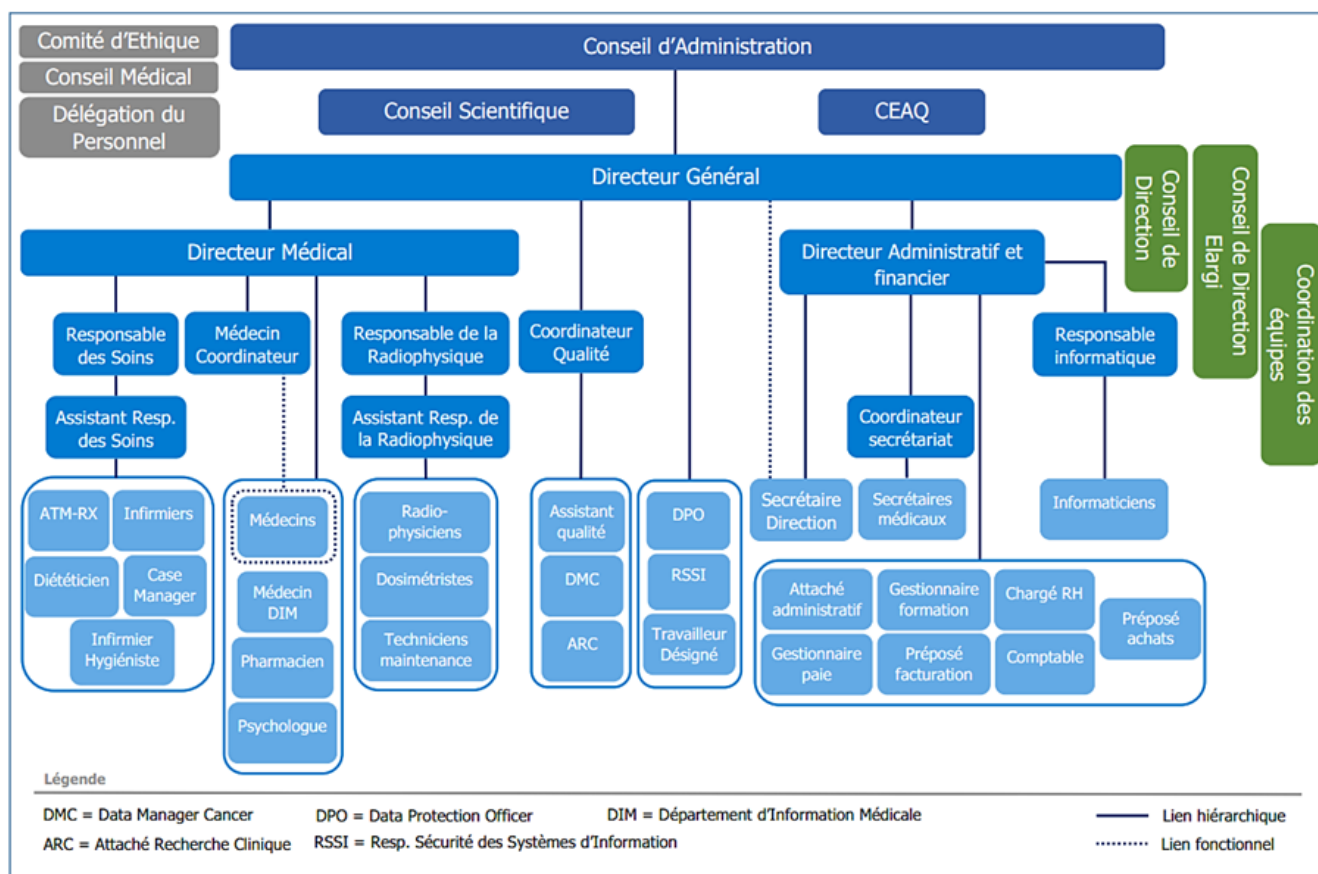 Comité d'Ethique
Conseil Médical
Délégation du
Personnel
Conseil d'Administration
Conseil Scientifique
CEAQ
Directeur Général
Conseil de
Direction
Conseil de Direction
Elargi
Coordination des
équipes
Directeur Médical
Directeur Administratif et
financier
Responsable
des Soins
Médecin
Coordinateur
Responsable de la
Radiophysique
Coordinateur
Qualité
Responsable
informatique
Assistant Resp.
des Soins
Assistant Resp. de
la Radiophysique
Coordinateur
secrétariat
ATM-RX
Infirmiers
Diététicien
Case
Manager
Infirmier
Hygiéniste
Médecins
Médecin
DIM
Pharmacien
Psychologue
Radio-
physiciens
Dosimétristes
Techniciens
maintenance
Assistant
qualité
DMC
ARC
DPO
RSSI
Travailleur
Désigné
Secrétaire
Direction
Secrétaires
médicaux
Informaticiens
Attaché
administratif
Gestionnaire
formation
Chargé RH
Préposé
achats
Gestionnaire
paie
Préposé
facturation
Comptable
Légende
DMC = Data Manager Cancer
DPO = Data Protection Officer
DIM = Département d'Information Médicale
Lien hiérarchique
ARC = Attaché Recherche Clinique
RSSI = Resp. Sécurité des Systèmes d'Information
Lien fonctionnel